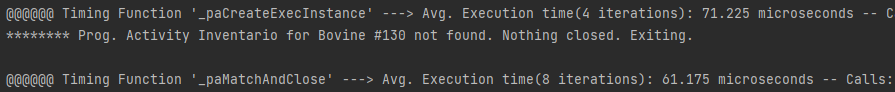 @@@@@@ Timing Function '_paCreateExecInstance' ---> Avg. Execution time(4 iterations): 71.225 microseconds -- C
******** Prog. Activity Inventario for Bovine #130 not found. Nothing closed. Exiting.
@@@@@@ Timing Function '_paMatchAndClose' ---> Avg. Execution time(8 iterations): 61.175 microseconds -- Calls: